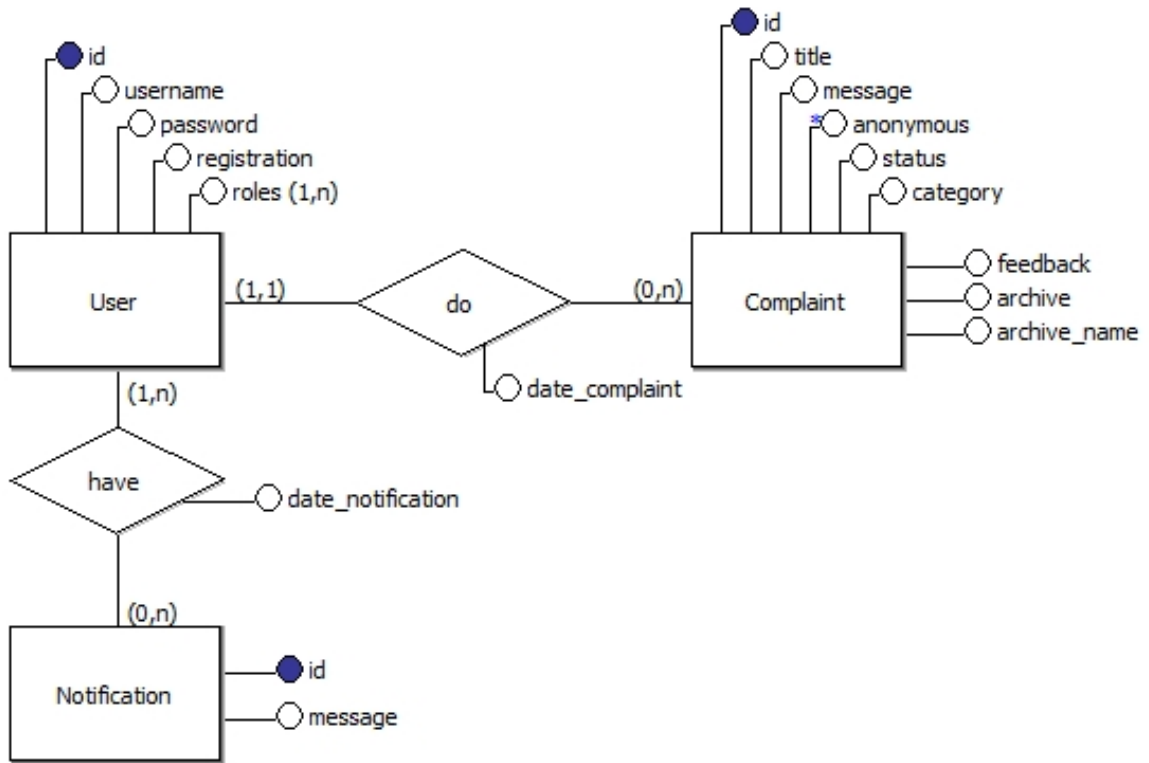 id
username
password
registration
roles (1,n)
User
(1,1)
do
date_complaint
(0,n)
id
title
message
*
anonymous
status
category
Complaint
feedback
archive
archive_name
(1,n)
have
date_notification
(0,n)
Notification
id
message